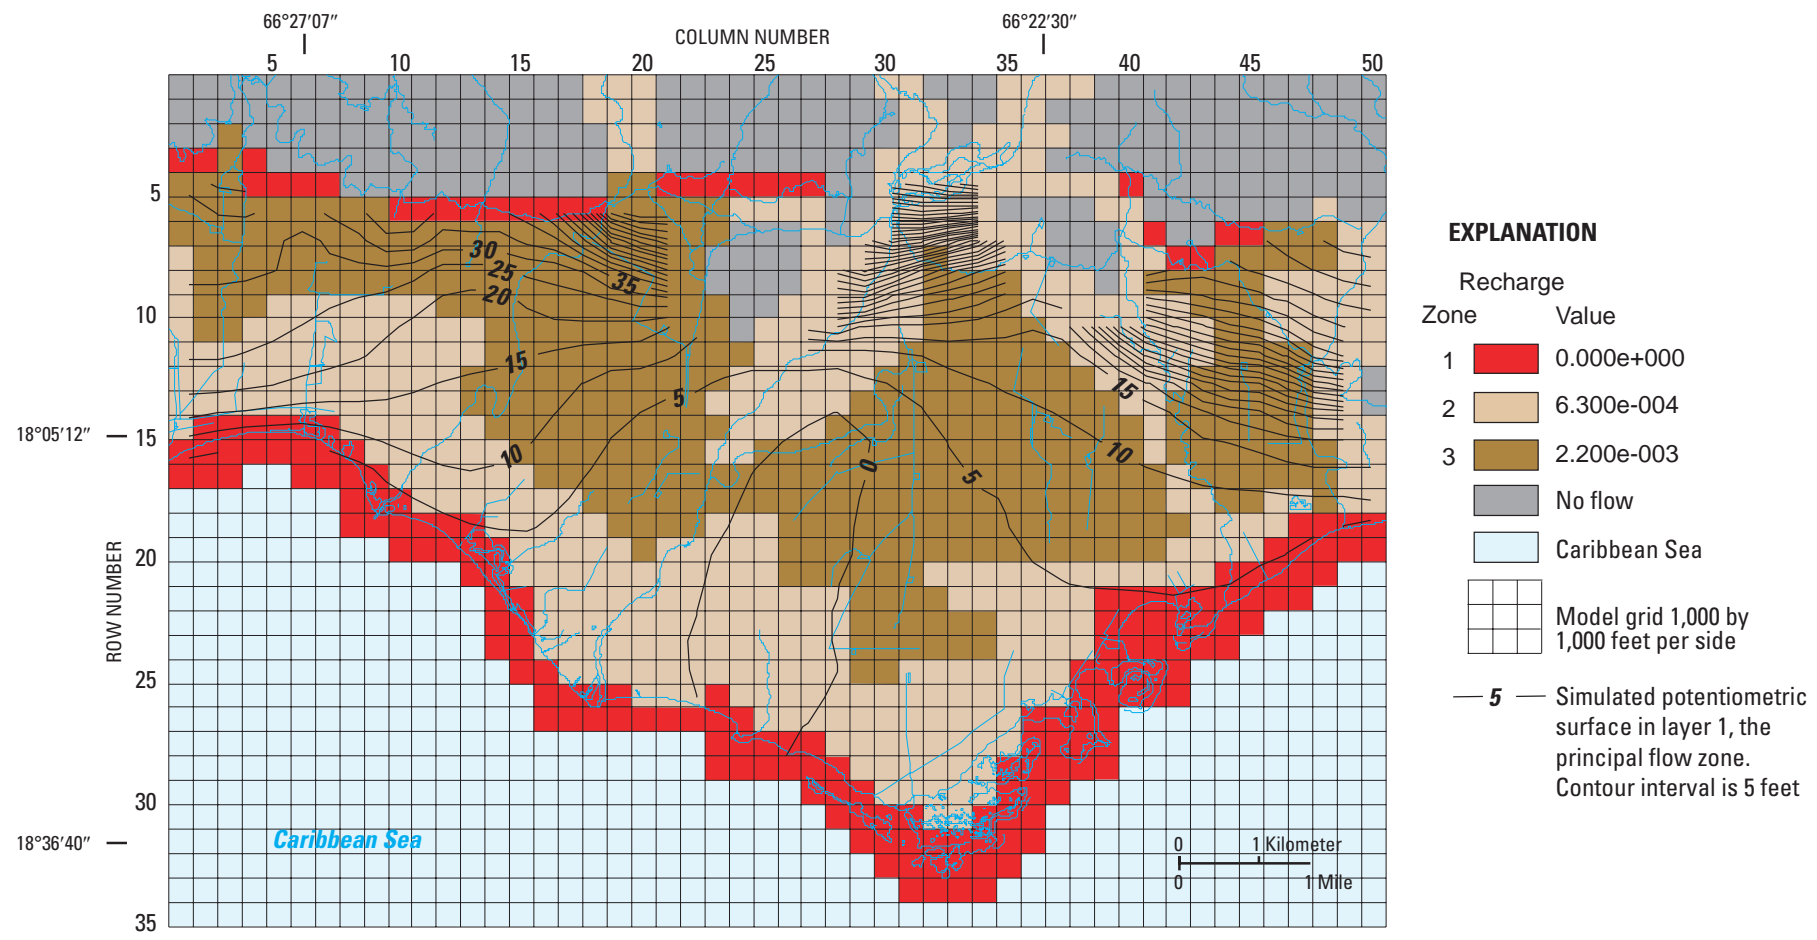 66°27′07″
66°22′30″
COLUMN NUMBER
5 10 15 20 25 30 35 40 45 50
5
10
15
20
25
30
35
ROW NUMBER
18°05′12″
18°36′40″
30
25
20
35
15
10
5
0
5
10
15
Caribbean Sea
0 1 Kilometer
0 1 Mile
EXPLANATION
Recharge
Zone Value
1 0.000e+000
2 6.300e-004
3 2.200e-003
No flow
Caribbean Sea
Model grid 1,000 by
1,000 feet per side
5 Simulated potentiometric
surface in layer 1, the
principal flow zone.
Contour interval is 5 feet